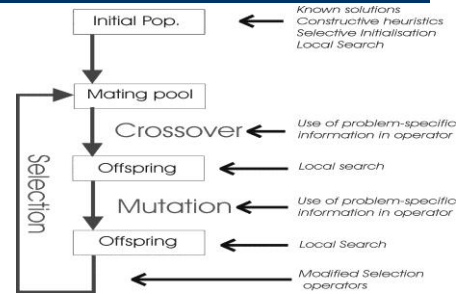 Known solutions
Constructive heuristics
Selective Initialisation
Local Search
Initial Pop.
Mating pool
Crossover
Use of problem-specific
information in operator
Offspring
Local search
Selection
Mutation
Use of problem-specific
information in operator
Offspring
Local Search
Modified Selection
operators